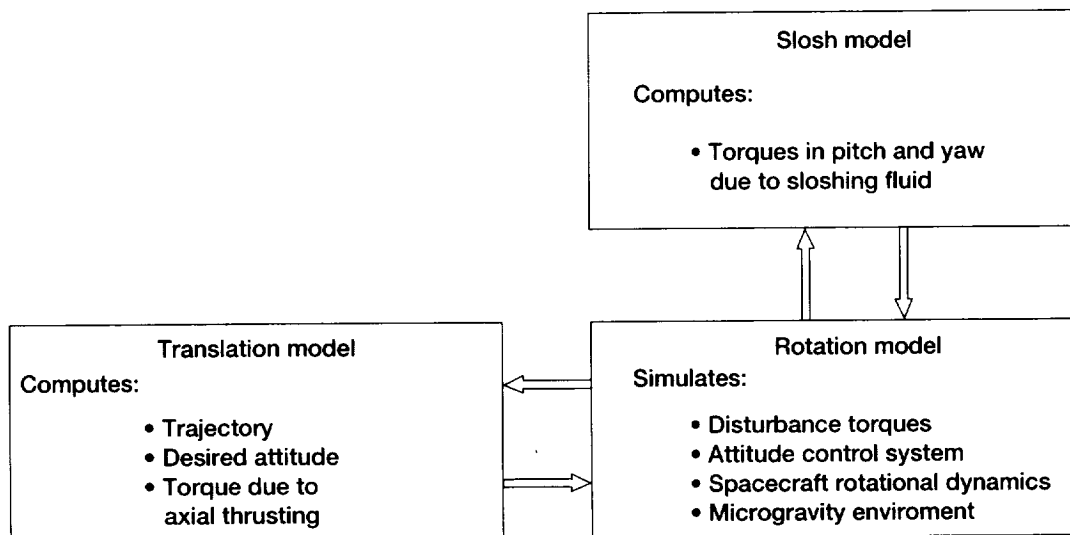 Slosh model
Computes:
• Torques in pitch and yaw
due to sloshing fluid
Translation model
Computes:
• Trajectory
• Desired attitude
• Torque due to
axial thrusting
Rotation model
Simulates:
• Disturbance torques
• Attitude control system
• Spacecraft rotational dynamics
• Microgravity enviroment